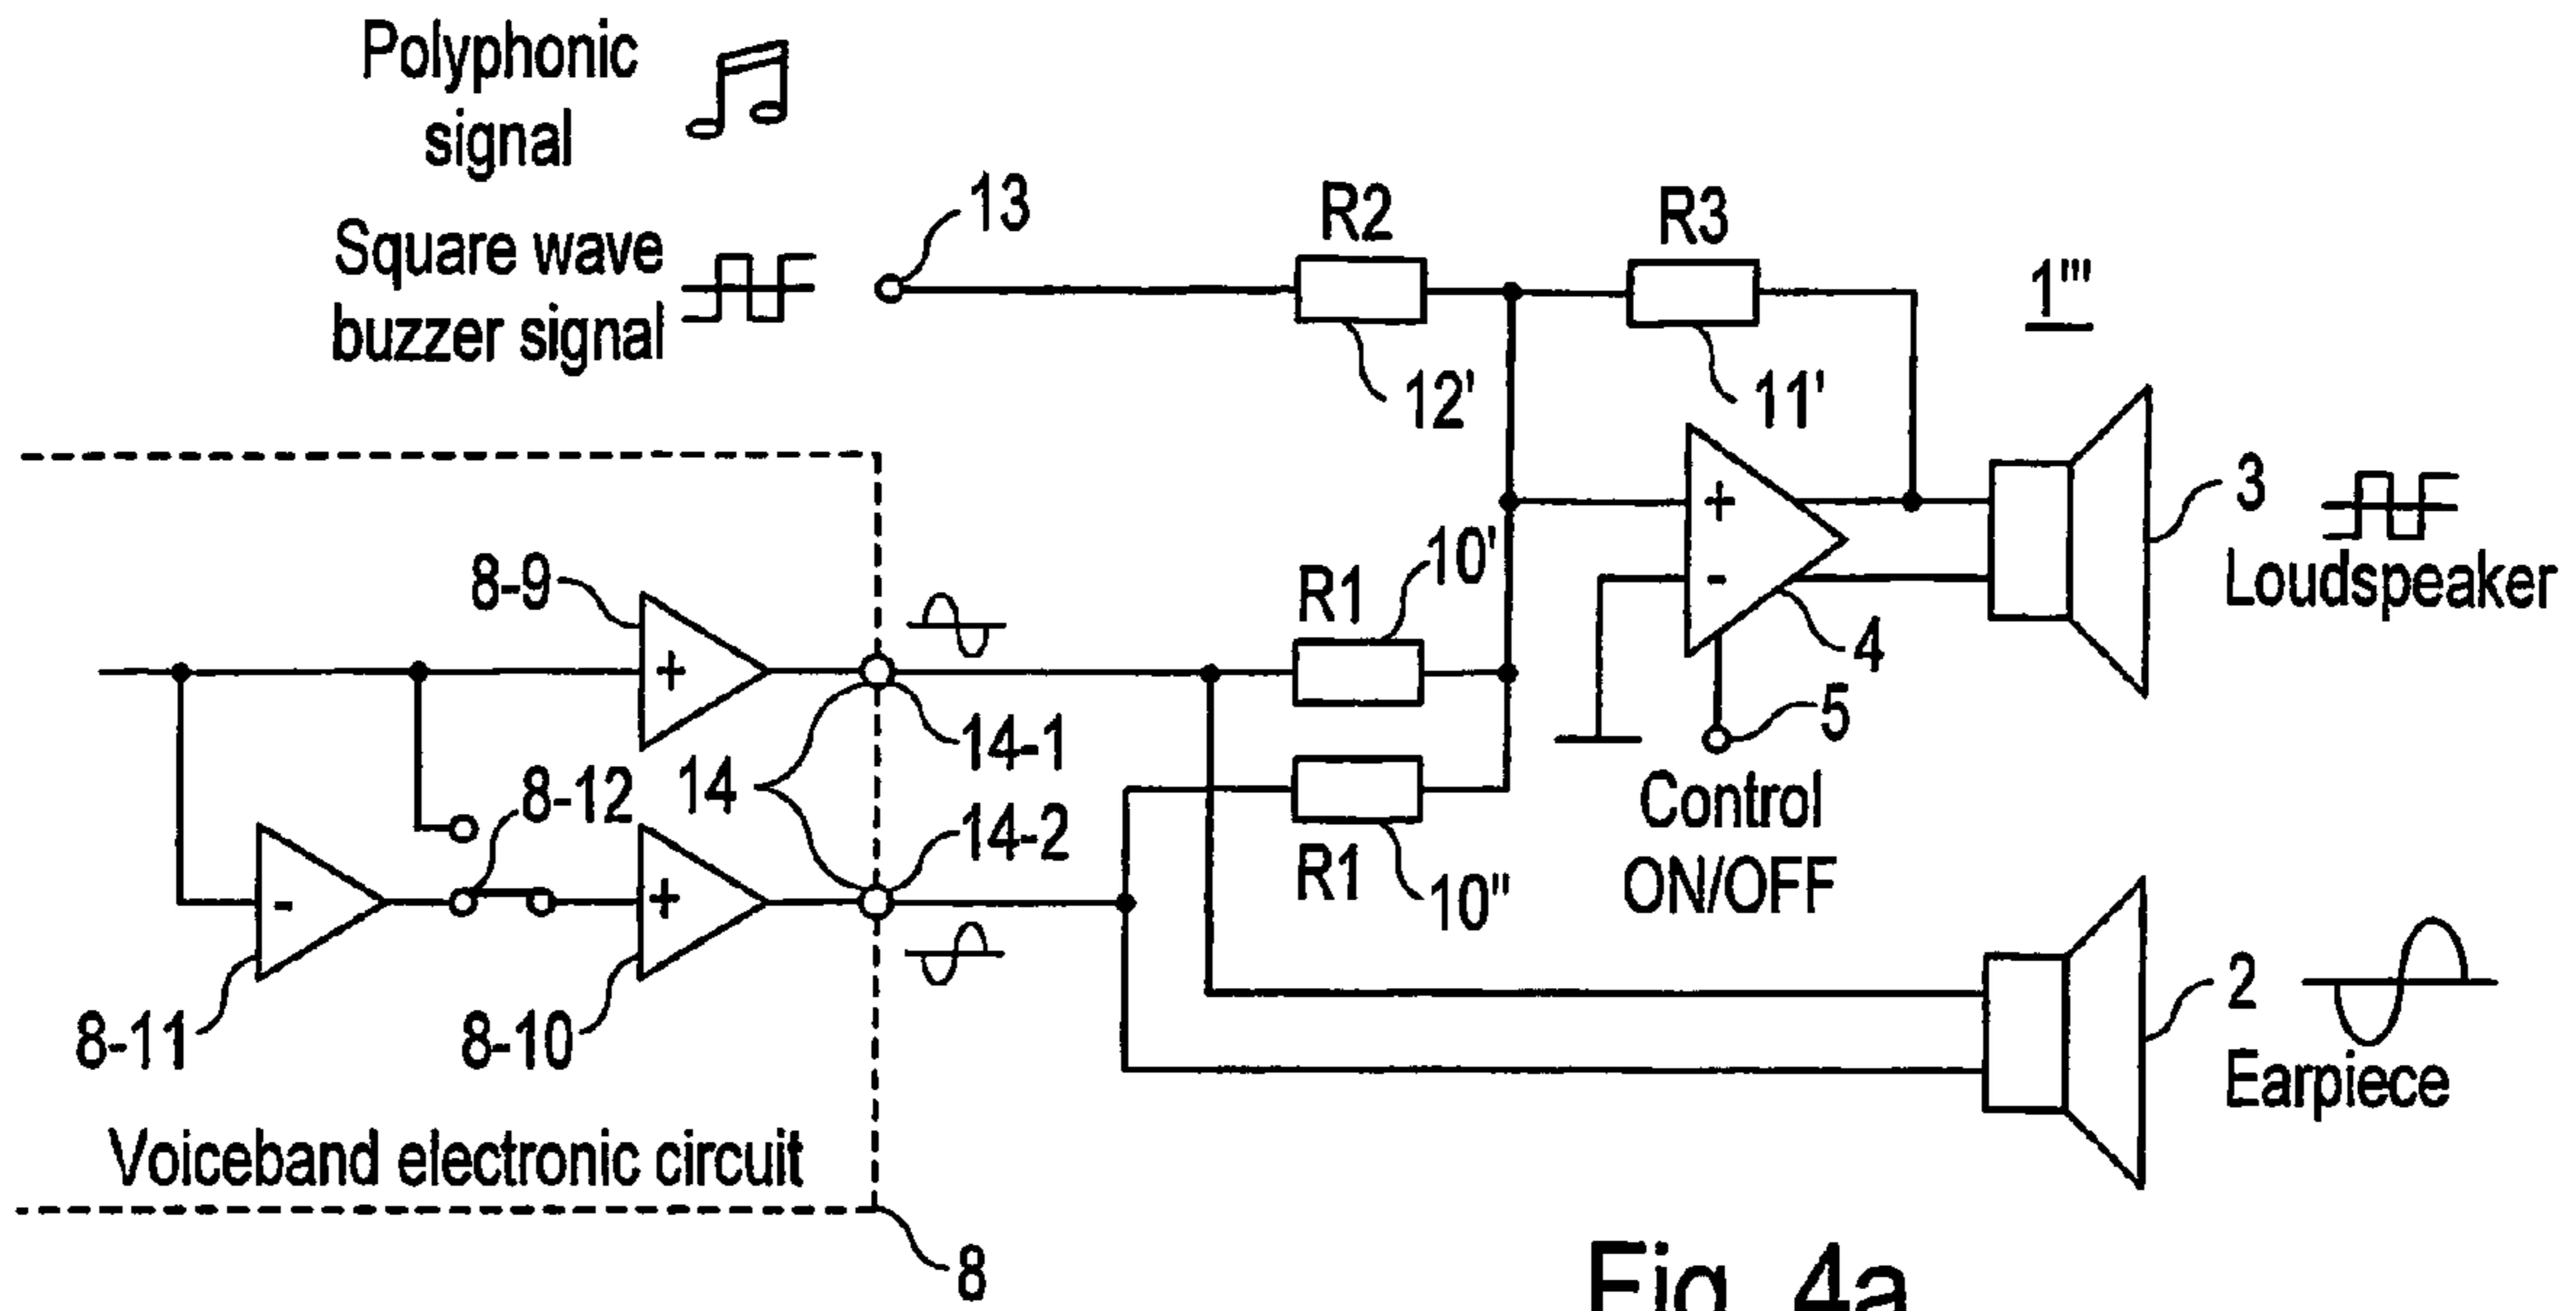 Polyphonic
signal
Square wave
buzzer signal
13
R2
R3
1'''
12'
11'
+
-
3
Loudspeaker
8-9
10'
R1
+
4
14-1
5
14
8-12
14-2
Control
ON/OFF
R1
10"
-
+
8-11
8-10
2
Earpiece
Voiceband electronic circuit
8
Fig. 4a